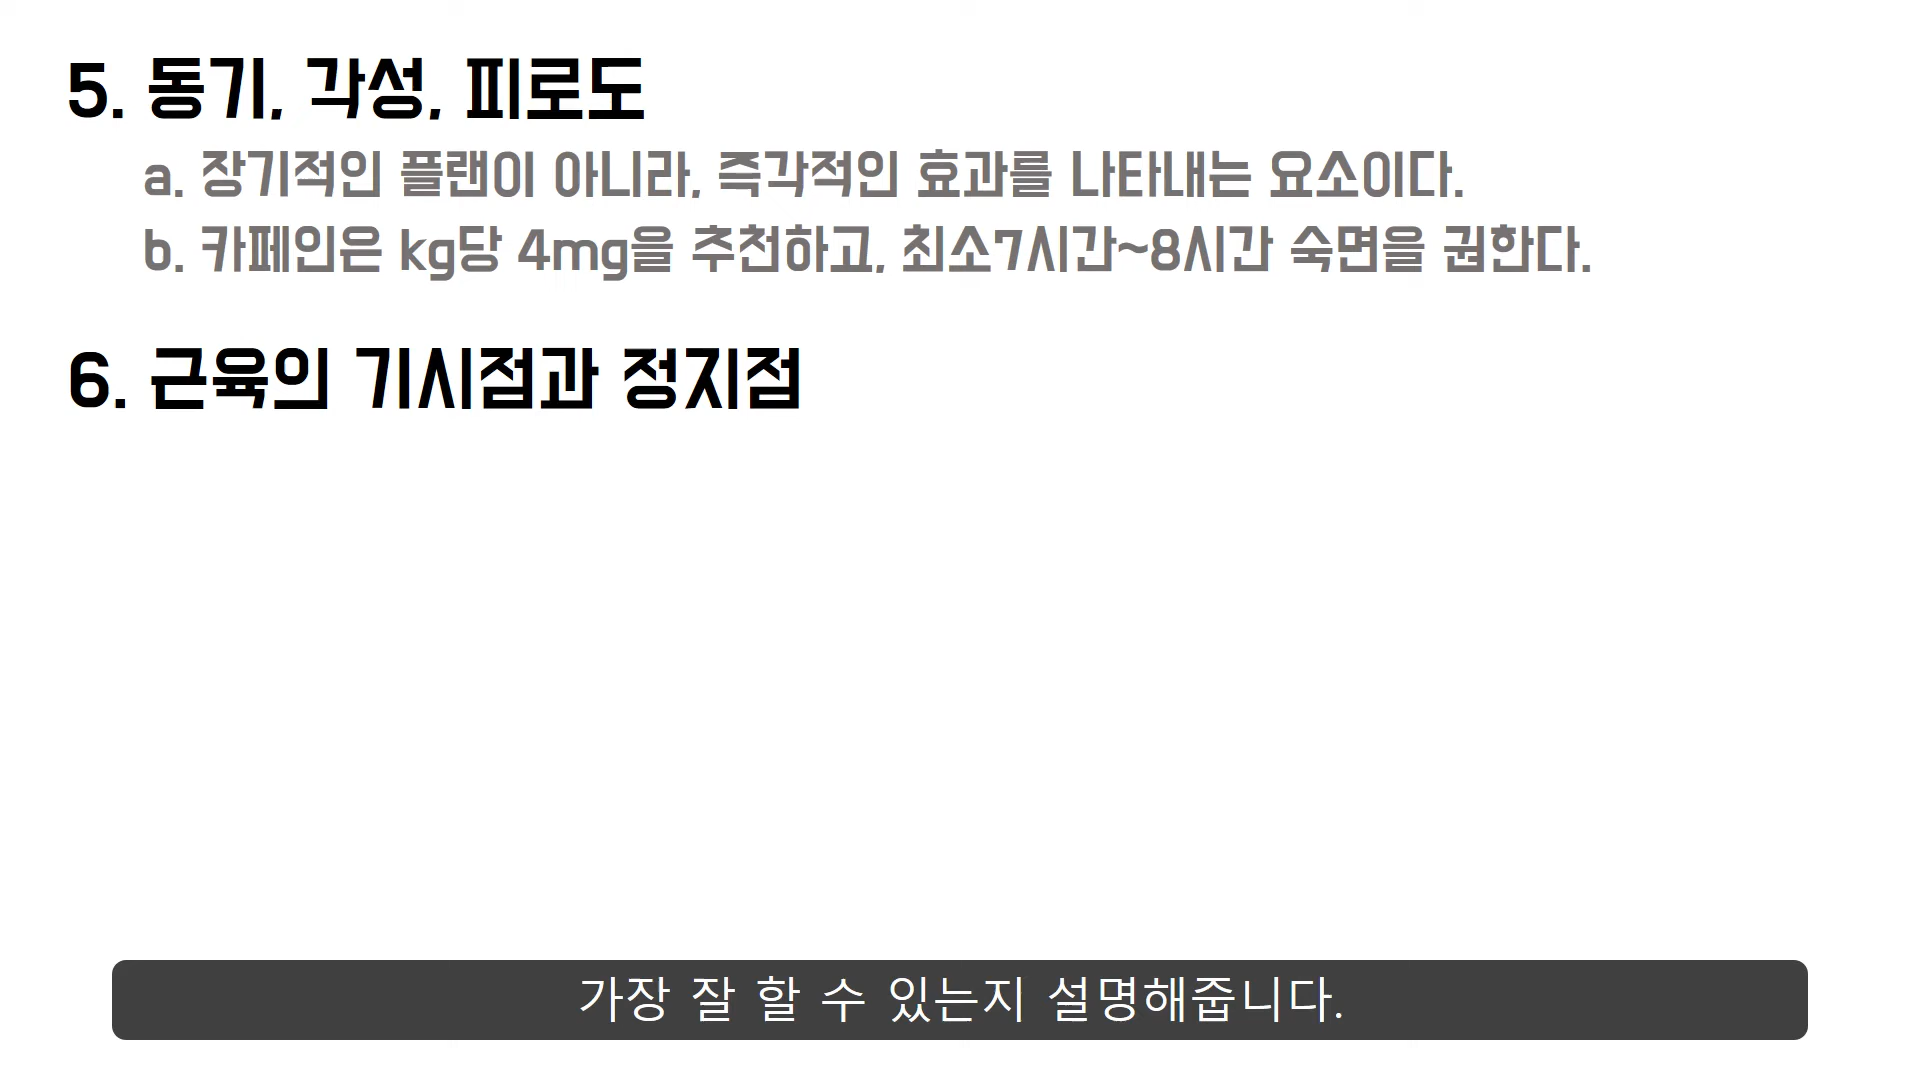 5. 동기, 각성, 피로도
a. 장기적인 플랜이 아니라, 즉각적인 효과를 나타내는 요소이다.
b. 카페인은 kg당 4mg을 추천하고, 최소7시간~8시간 숙면을 권한다.
6. 근육의 기시점과 정지점
가장 잘 할 수 있는지 설명해줍니다.